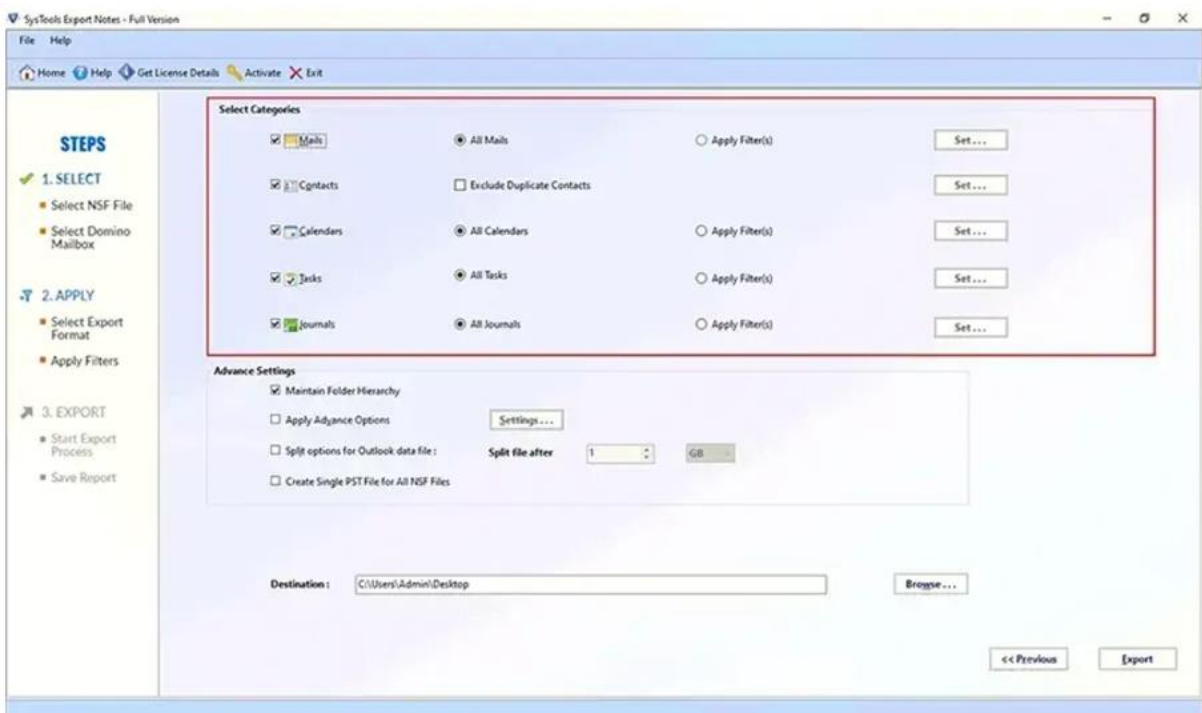 SysTools Export Notes - Full Version
File Help
Home Help Get License Details Activate Exit
STEPS
1. SELECT
Select NSF File
Select Domino
Mailbox
2. APPLY
Select Export
Format
Apply Filters
3. EXPORT
Start Export
Process
Save Report
Select Categories
Mails All Mails Apply Filter(s) Set...
Contacts Exclude Duplicate Contacts Set...
Calendars All Calendars Apply Filter(s) Set...
Tasks All Tasks Apply Filter(s) Set...
Journals All Journals Apply Filter(s) Set...
Advance Settings
Maintain Folder Hierarchy
Apply Advance Options Settings...
Split options for Outlook data file : Split file after 1 GB
Create Single PST File for All NSF Files
Destination : C:\Users\Admin\Desktop Browse...
<< Previous Export